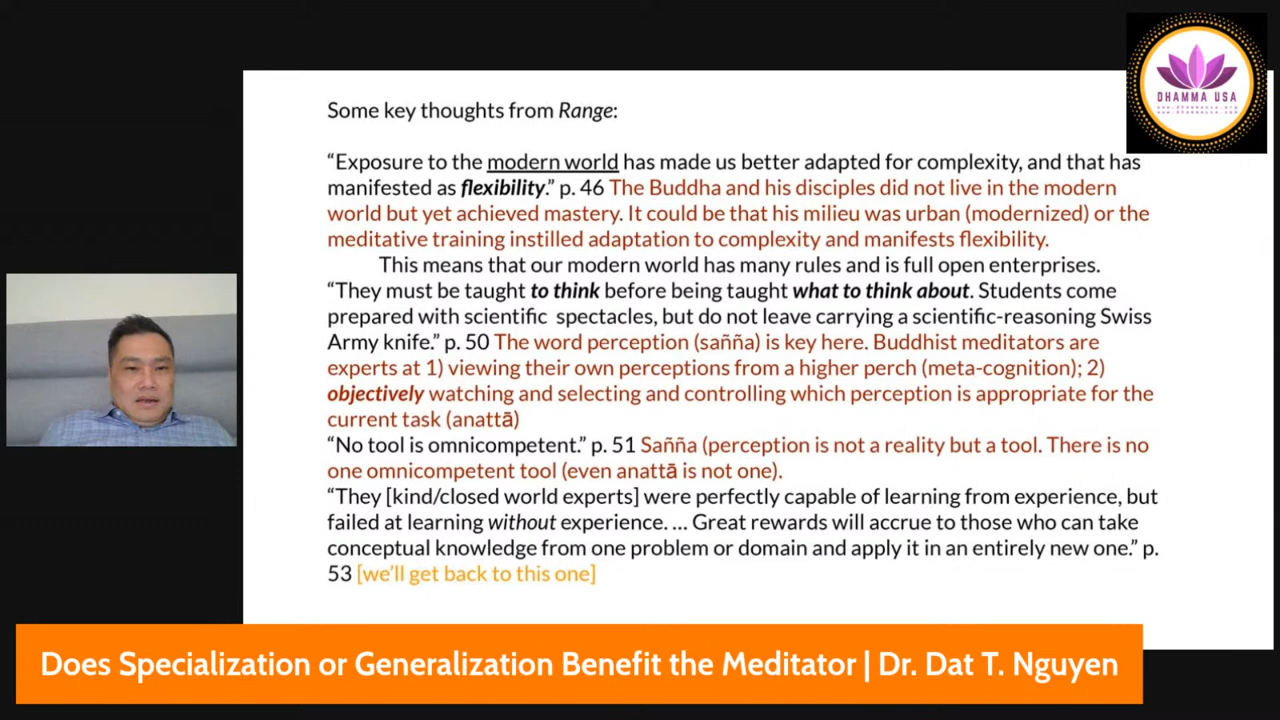 Some key thoughts from Range:
“Exposure to the modern world has made us better adapted for complexity, and that has
manifested as flexibility.” p. 46 The Buddha and his disciples did not live in the modern
world but yet achieved mastery. It could be that his milieu was urban (modernized) or the
meditative training instilled adaptation to complexity and manifests flexibility.
This means that our modern world has many rules and is full open enterprises.
“They must be taught to think before being taught what to think about. Students come
prepared with scientific spectacles, but do not leave carrying a scientific-reasoning Swiss
Army knife.” p. 50 The word perception (sañña) is key here. Buddhist meditators are
experts at 1) viewing their own perceptions from a higher perch (meta-cognition); 2)
objectively watching and selecting and controlling which perception is appropriate for the
current task (anattā)
“No tool is omnicompetent.” p. 51 Sañña (perception is not a reality but a tool. There is no
one omnicompetent tool (even anattā is not one).
“They [kind/closed world experts] were perfectly capable of learning from experience, but
failed at learning without experience. ... Great rewards will accrue to those who can take
conceptual knowledge from one problem or domain and apply it in an entirely new one.” p.
53 [we’ll get back to this one]
DHAMMA USA
Does Specialization or Generalization Benefit the Meditator | Dr. Dat T. Nguyen